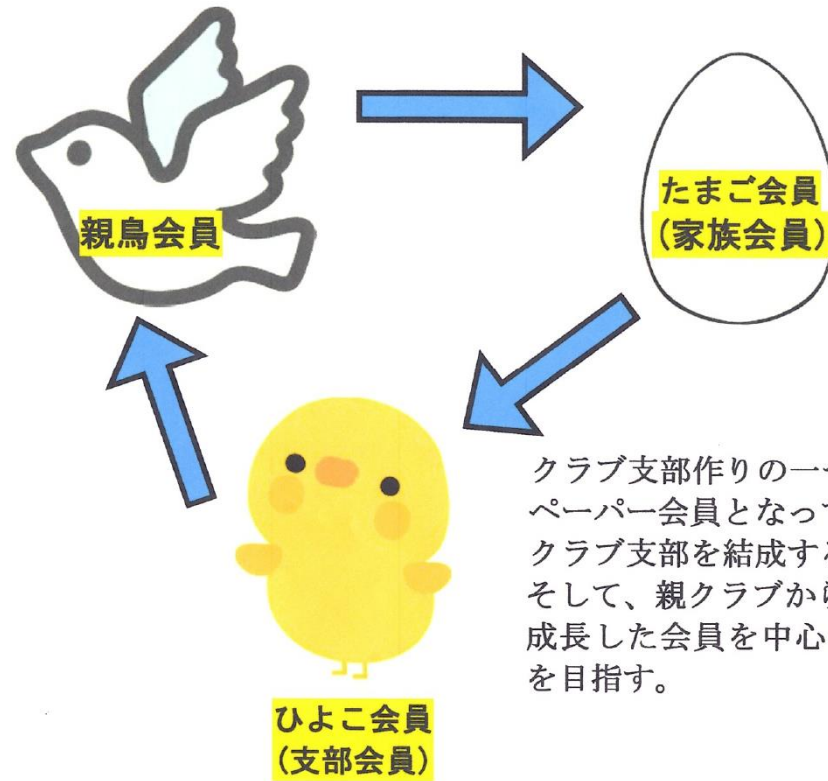 親鳥会員
たまご会員
(家族会員)
ひよこ会員
(支部会員)
クラブ支部作りの一
ペーパー会員となって
クラブ支部を結成する
そして、親クラブか
成長した会員を中心
を目指す。